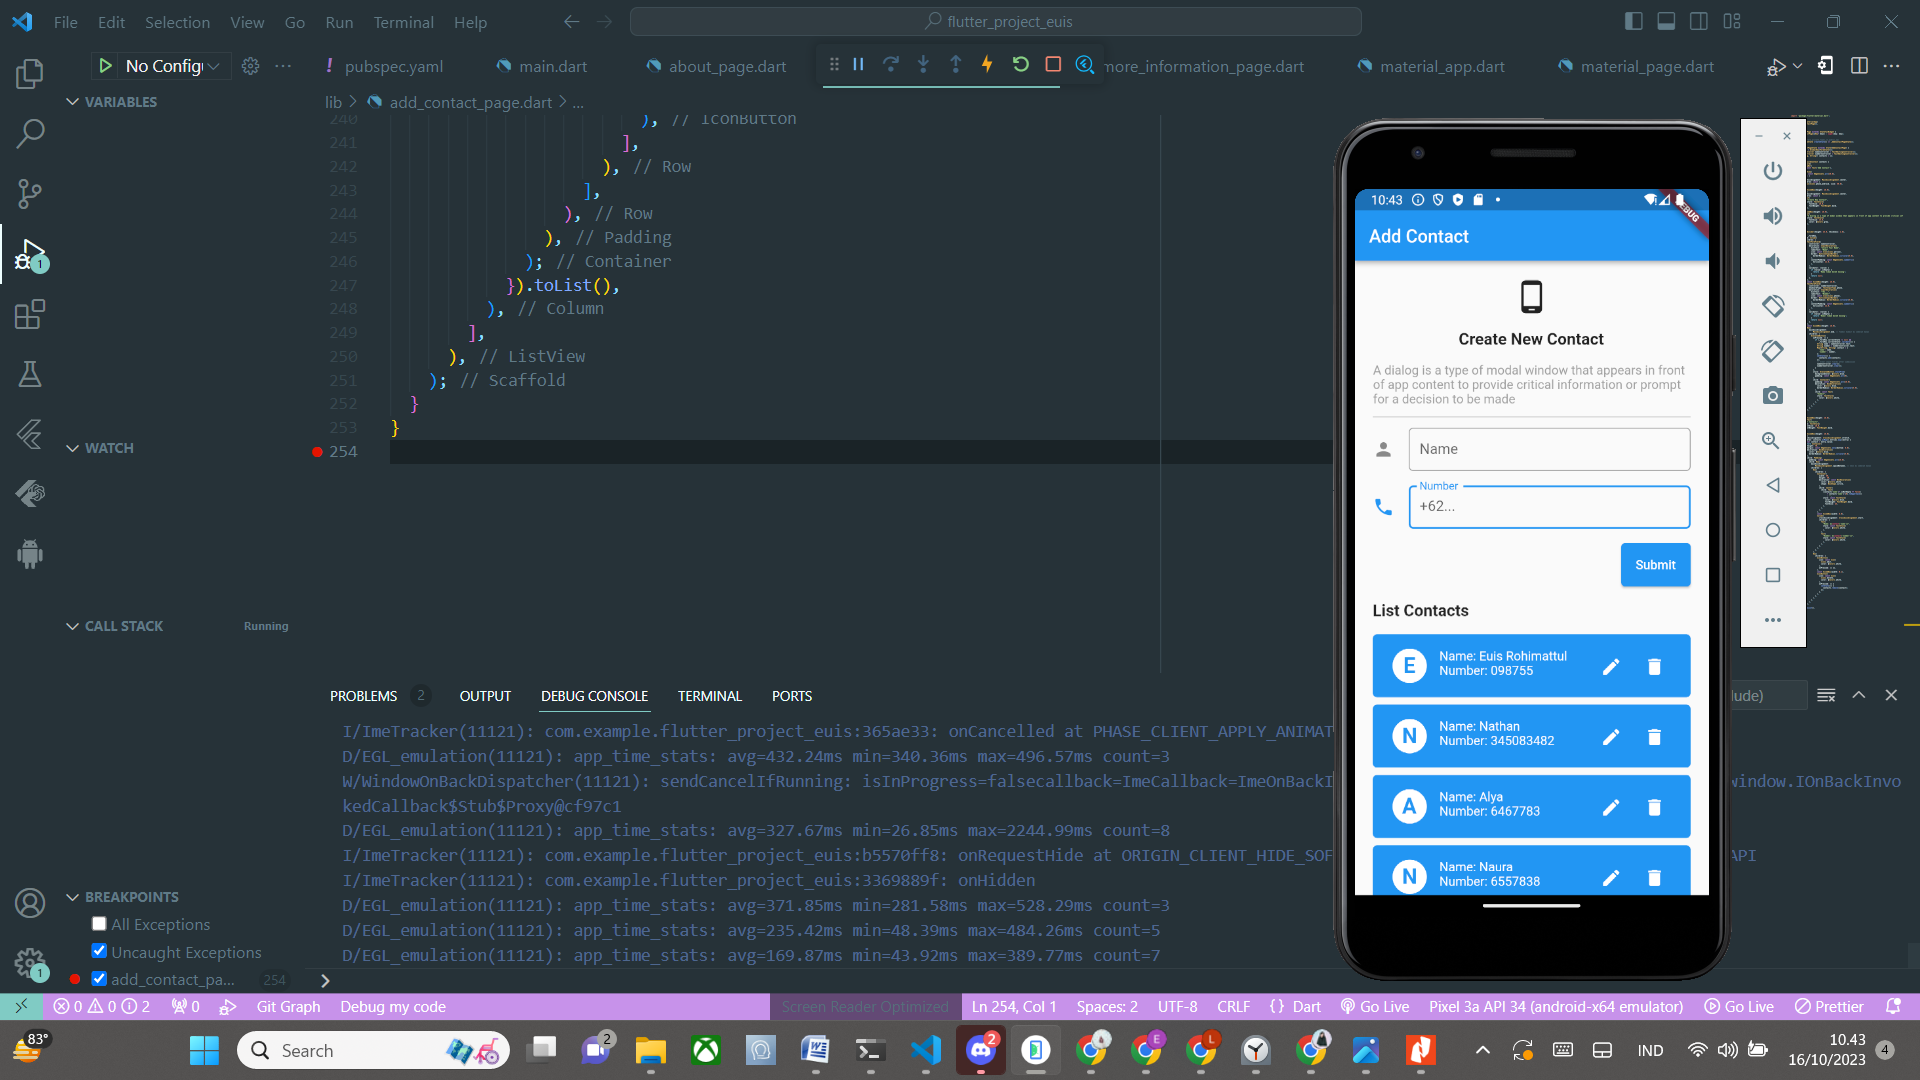 File Edit Selection View Go Run Terminal Help
flutter_project_euis
No Config
pubspec.yaml
main.dart
about_page.dart
more_information_page.dart
material_app.dart
material_page.dart
VARIABLES
lib > add_contact_page.dart > ...
240 ), // IconButton
241 ],
242 ), // Row
243 ],
244 ), // Row
245 ), // Padding
246 ); // Container
247 }).toList(),
248 ), // Column
249 ],
250 ), // ListView
251 ); // Scaffold
252 }
253 }
254
WATCH
CALL STACK
Running
BREAKPOINTS
All Exceptions
Uncaught Exceptions
add_contact_pa...
254
10:43
DEBUG
Add Contact
Create New Contact
A dialog is a type of modal window that appears in front
of app content to provide critical information or prompt
for a decision to be made
Name
Number
+62...
Submit
List Contacts
E
Name: Euis Rohimattul
Number: 098755
N
Name: Nathan
Number: 345083482
A
Name: Alya
Number: 6467783
N
Name: Naura
Number: 6557838
PROBLEMS 2 OUTPUT DEBUG CONSOLE TERMINAL PORTS
lude)
I/ImeTracker(11121): com.example.flutter_project_euis:365ae33: onCancelled at PHASE_CLIENT_APPLY_ANIMAT
D/EGL_emulation(11121): app_time_stats: avg=432.24ms min=340.36ms max=496.57ms count=3
W/WindowOnBackDispatcher(11121): sendCancelIfRunning: isInProgress=falsecallback=ImeCallback=ImeOnBackI window.IOnBackInvo
kedCallback$Stub$Proxy@cf97c1
D/EGL_emulation(11121): app_time_stats: avg=327.67ms min=26.85ms max=2244.99ms count=8
I/ImeTracker(11121): com.example.flutter_project_euis:b5570ff8: onRequestHide at ORIGIN_CLIENT_HIDE_SOF API
I/ImeTracker(11121): com.example.flutter_project_euis:3369889f: onHidden
D/EGL_emulation(11121): app_time_stats: avg=371.85ms min=281.58ms max=528.29ms count=3
D/EGL_emulation(11121): app_time_stats: avg=235.42ms min=48.39ms max=484.26ms count=5
D/EGL_emulation(11121): app_time_stats: avg=169.87ms min=43.92ms max=389.77ms count=7
0 0 2 0 Git Graph Debug my code Screen Reader Optimized Ln 254, Col 1 Spaces: 2 UTF-8 CRLF {} Dart Go Live Pixel 3a API 34 (android-x64 emulator) Go Live Prettier
83°
Search
2
2
IND
10.43
16/10/2023
4